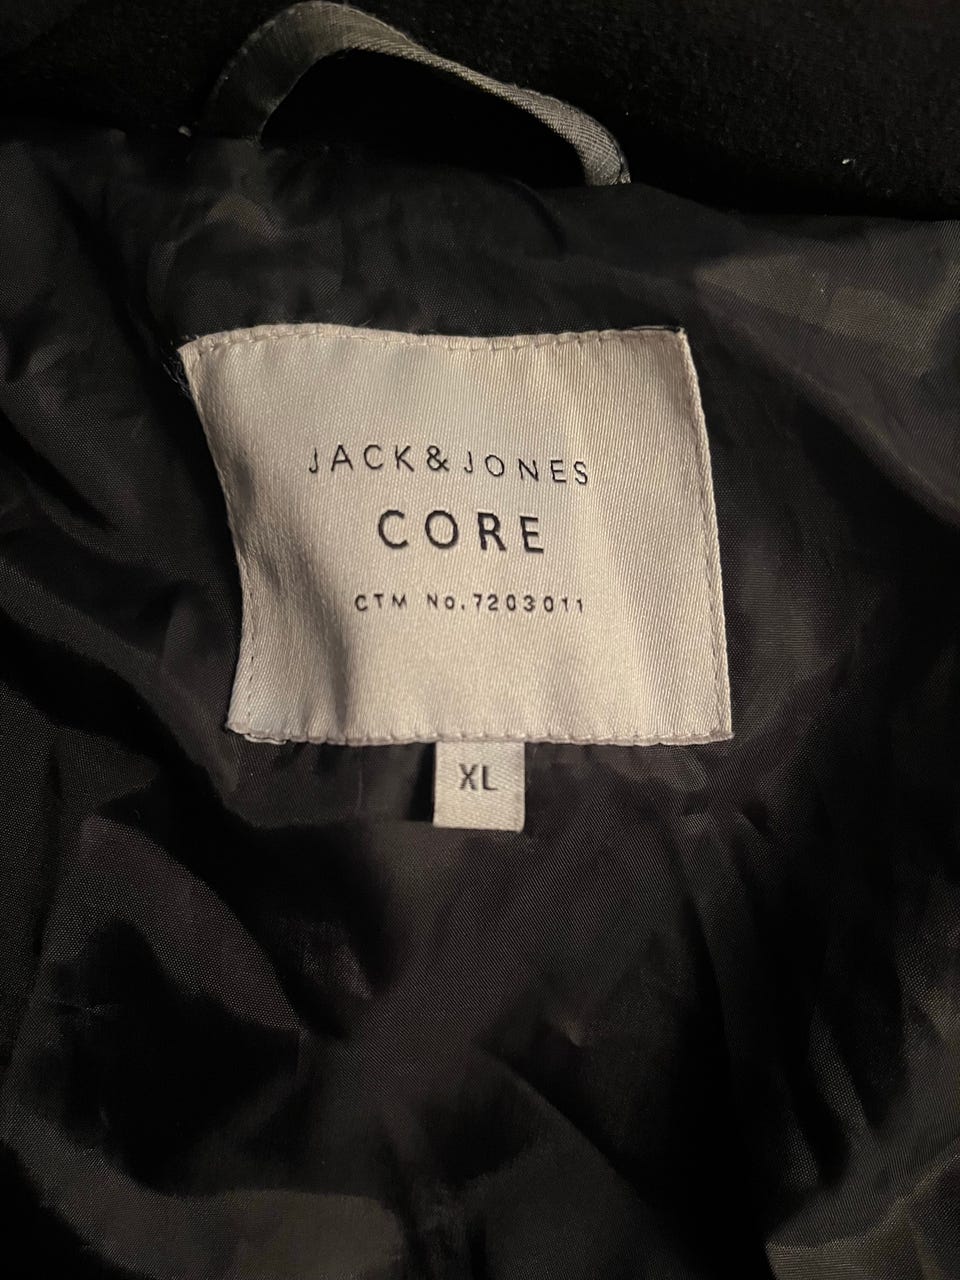 JACK&JONES
CORE
CTM No.7203011
XL